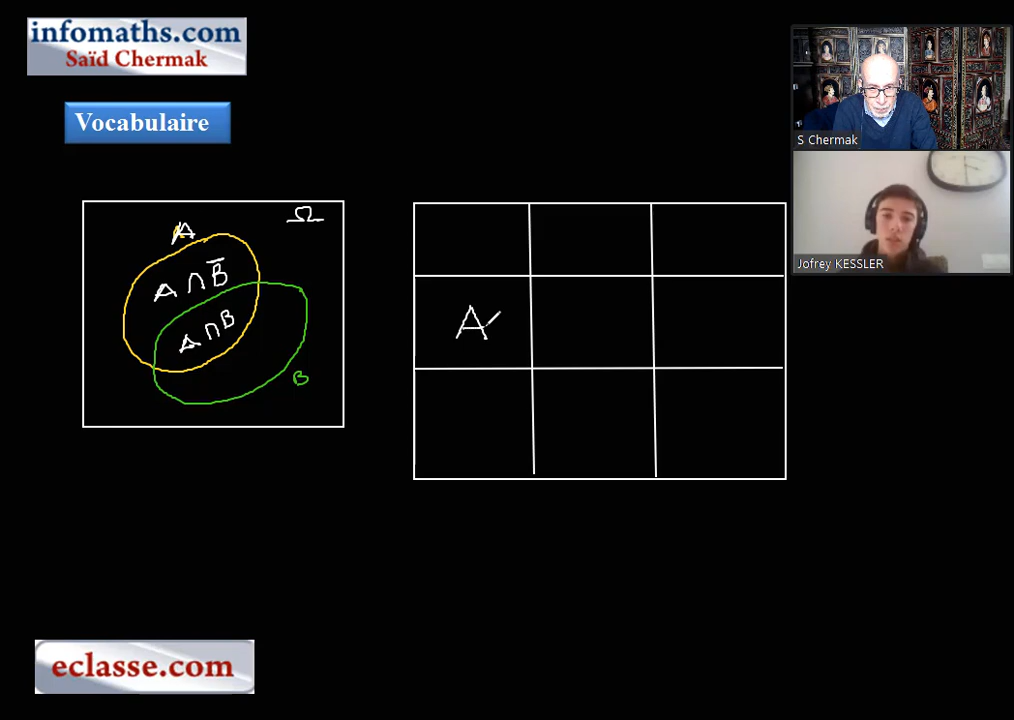 infomaths.com
Saïd Chermak
Vocabulaire
S Chermak
Jofrey KESSLER
Ω
A
A ∩ B̅
A ∩ B
B
A
eclasse.com